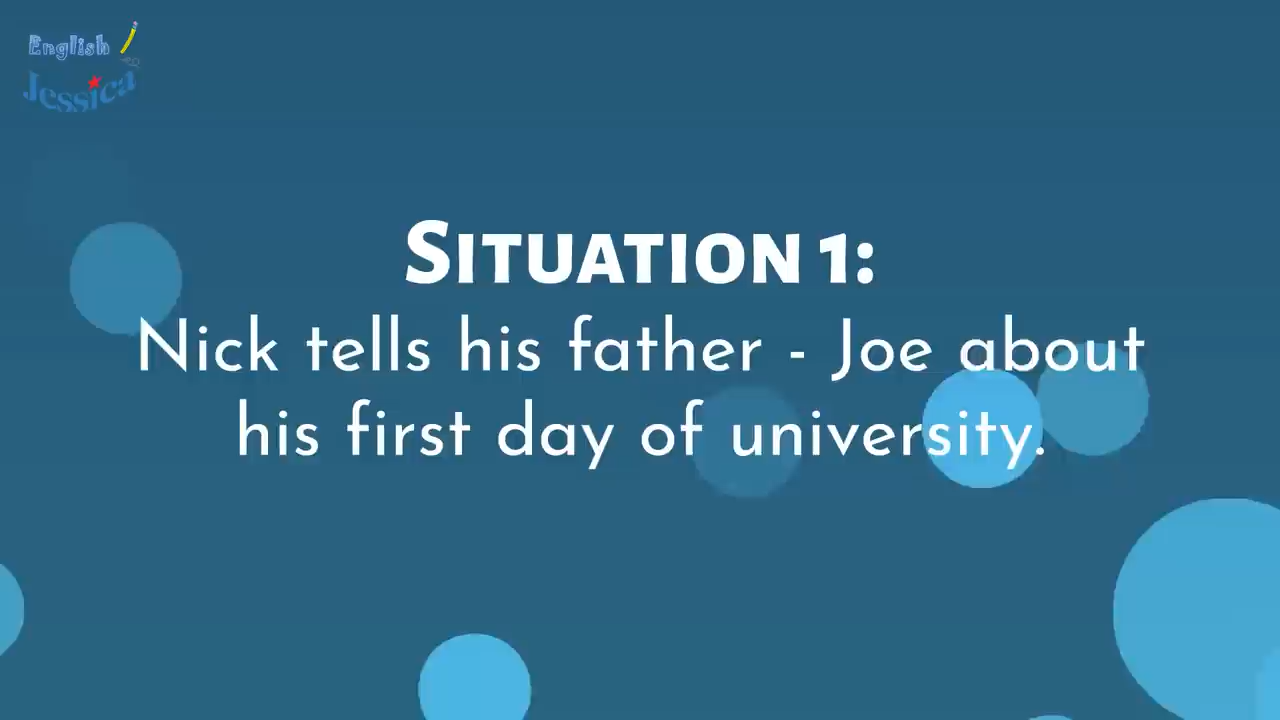 English
Jessica
SITUATION 1:
Nick tells his father - Joe about
his first day of university.